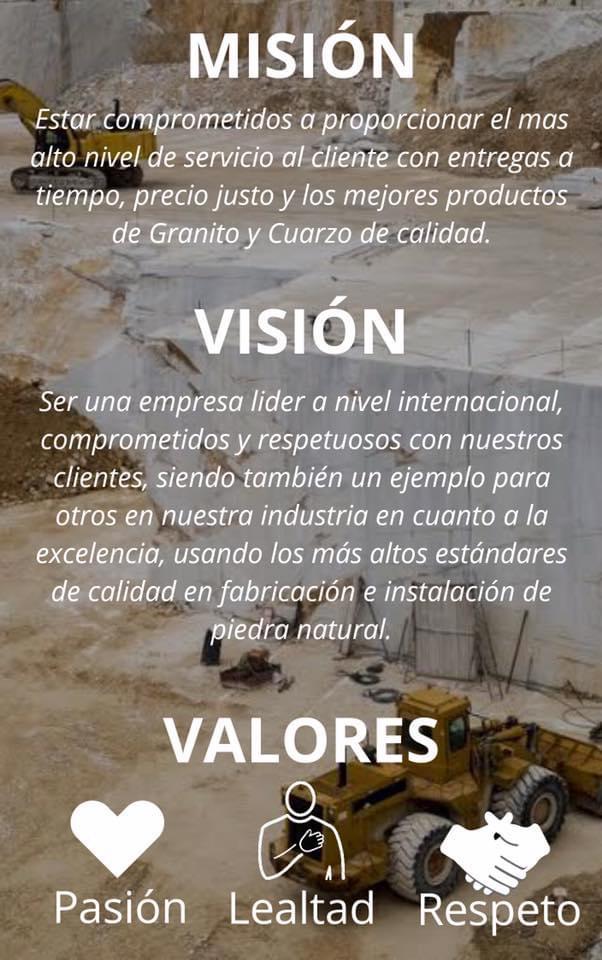 MISIÓN
Estar comprometidos a proporcionar el mas
alto nivel de servicio al cliente con entregas a
tiempo, precio justo y los mejores productos
de Granito y Cuarzo de calidad.
VISIÓN
Ser una empresa lider a nivel internacional,
comprometidos y respetuosos con nuestros
clientes, siendo también un ejemplo para
otros en nuestra industria en cuanto a la
excelencia, usando los más altos estándares
de calidad en fabricación e instalación de
piedra natural.
VALORES
Pasión Lealtad Respeto